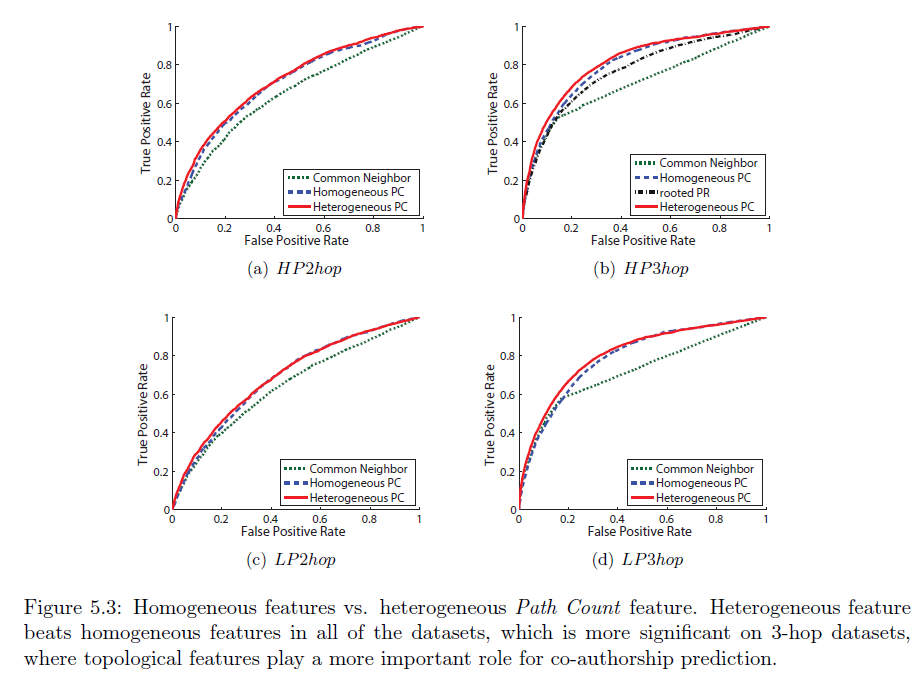 True Positive Rate
1
0.8
0.6
0.4
0.2
0
0 0.2 0.4 0.6 0.8 1
False Positive Rate
Common Neighbor
Homogeneous PC
Heterogeneous PC
(a) HP2hop
True Positive Rate
1
0.8
0.6
0.4
0.2
0
0 0.2 0.4 0.6 0.8 1
False Positive Rate
Common Neighbor
Homogeneous PC
rooted PR
Heterogeneous PC
(b) HP3hop
True Positive Rate
1
0.8
0.6
0.4
0.2
0
0 0.2 0.4 0.6 0.8 1
False Positive Rate
Common Neighbor
Homogeneous PC
Heterogeneous PC
(c) LP2hop
True Positive Rate
1
0.8
0.6
0.4
0.2
0
0 0.2 0.4 0.6 0.8 1
False Positive Rate
Common Neighbor
Homogeneous PC
Heterogeneous PC
(d) LP3hop
Figure 5.3: Homogeneous features vs. heterogeneous Path Count feature. Heterogeneous feature
beats homogeneous features in all of the datasets, which is more significant on 3-hop datasets,
where topological features play a more important role for co-authorship prediction.